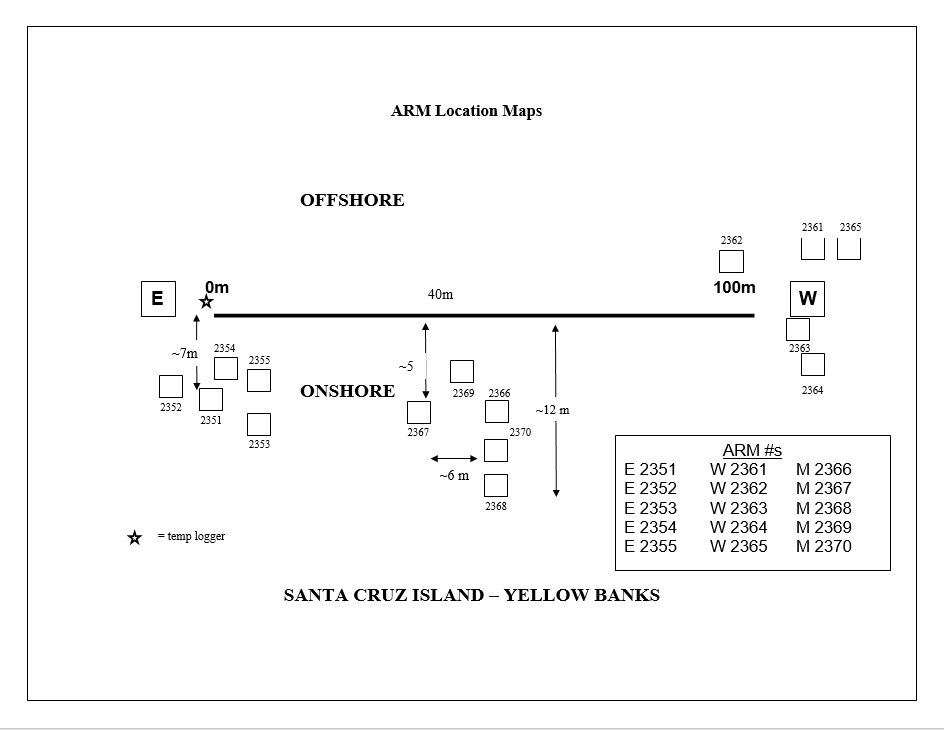 ARM Location Maps
OFFSHORE
2361 2365
2362
E
0m
40m
100m
W
~7m
2354
2355
~5
2363
ONSHORE
2352
2351
2353
2369 2366
2367
2370
~12 m
2364
~6 m
2368
ARM #s
E 2351 W 2361 M 2366
E 2352 W 2362 M 2367
E 2353 W 2363 M 2368
E 2354 W 2364 M 2369
E 2355 W 2365 M 2370
= temp logger
SANTA CRUZ ISLAND – YELLOW BANKS